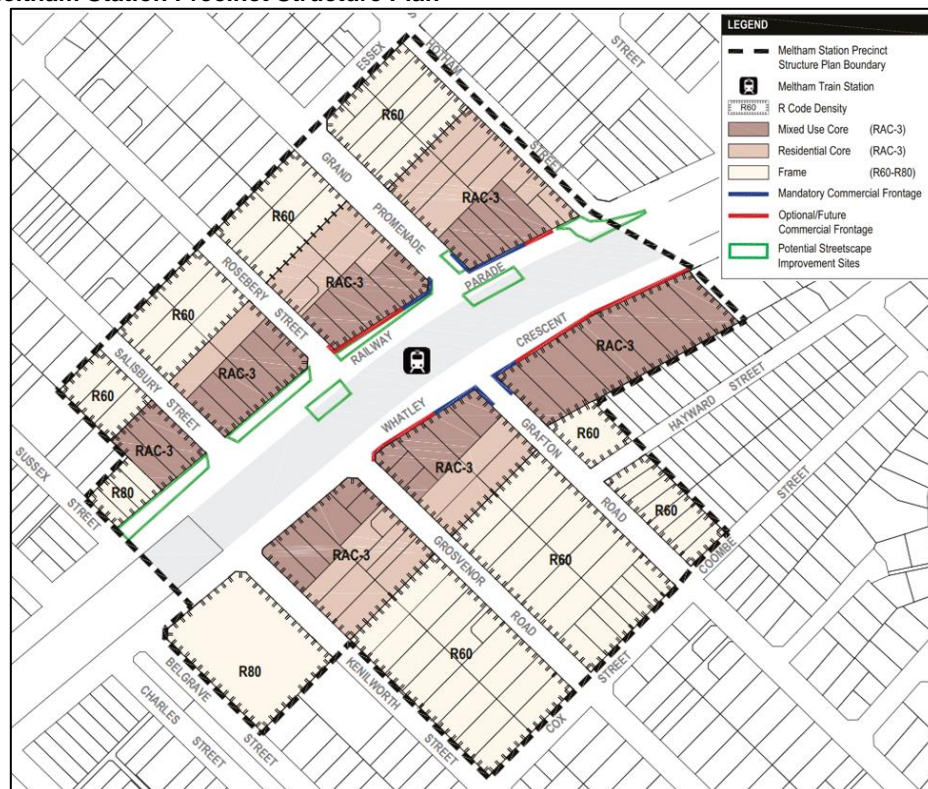 Station Precinct Structure Plan
LEGEND
Meltham Station Precinct
Structure Plan Boundary
Meltham Train Station
R60 R Code Density
Mixed Use Core (RAC-3)
Residential Core (RAC-3)
Frame (R60-R80)
Mandatory Commercial Frontage
Optional/Future
Commercial Frontage
Potential Streetscape
Improvement Sites
ESSEX
HOTHAM
STREET
STREET
R60
GRAND
PROMENADE
RAC-3
R60
ROSEBERY
STREET
RAC-3
PARADE
RAILWAY
R60
SALISBURY
STREET
RAC-3
R60
RAC-3
R80
SUSSEX
STREET
WHATLEY
CRESCENT
RAC-3
HAYWARD
STREET
R60
GRAFTON
ROAD
RAC-3
R60
COOMBE
STREET
R60
RAC-3
GROSVENOR
ROAD
R60
COX
STREET
R80
BELGRAVE
STREET
KENILWORTH
STREET
CHARLES
STREET